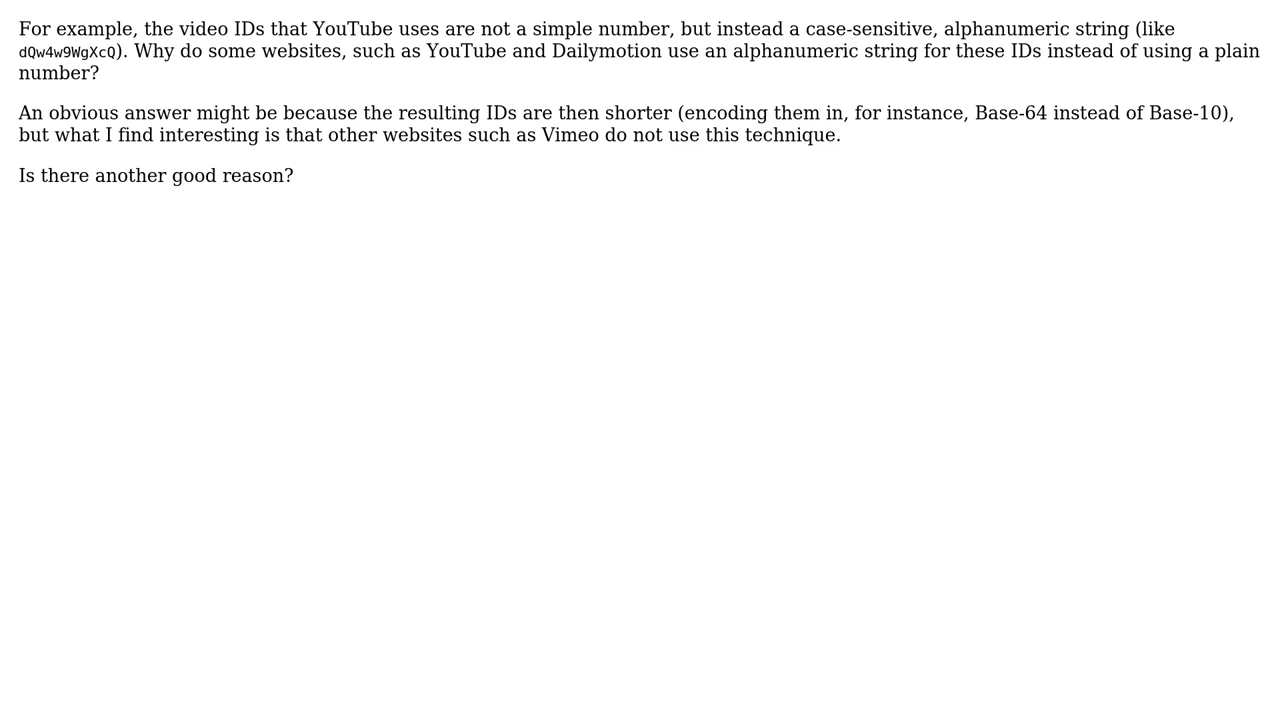 For example, the video IDs that YouTube uses are not a simple number, but instead a case-sensitive, alphanumeric string (like
dQw4w9WgXcQ). Why do some websites, such as YouTube and Dailymotion use an alphanumeric string for these IDs instead of using a plain
number?
An obvious answer might be because the resulting IDs are then shorter (encoding them in, for instance, Base-64 instead of Base-10),
but what I find interesting is that other websites such as Vimeo do not use this technique.
Is there another good reason?